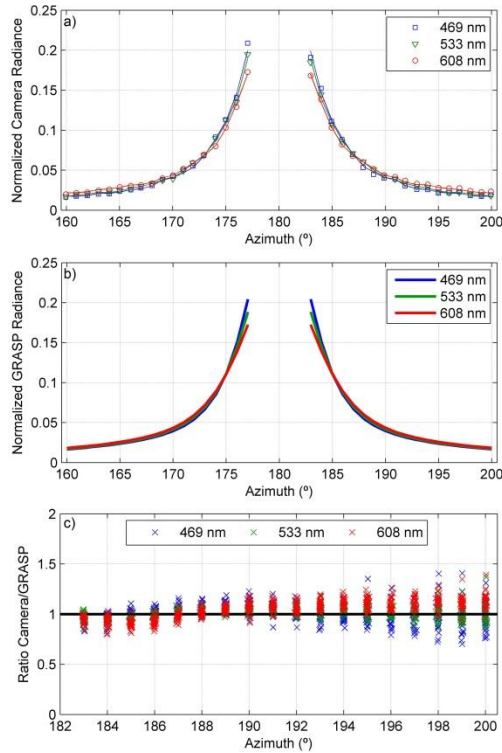 a)
Normalized Camera Radiance
0.25
0.2
0.15
0.1
0.05
0
469 nm
533 nm
608 nm
160 165 170 175 180 185 190 195 200
Azimuth (º)
b)
Normalized GRASP Radiance
0.25
0.2
0.15
0.1
0.05
0
469 nm
533 nm
608 nm
160 165 170 175 180 185 190 195 200
Azimuth (º)
c)
Ratio Camera/GRASP
2
1.5
1
0.5
0
469 nm 533 nm 608 nm
182 184 186 188 190 192 194 196 198 200
Azimuth (º)